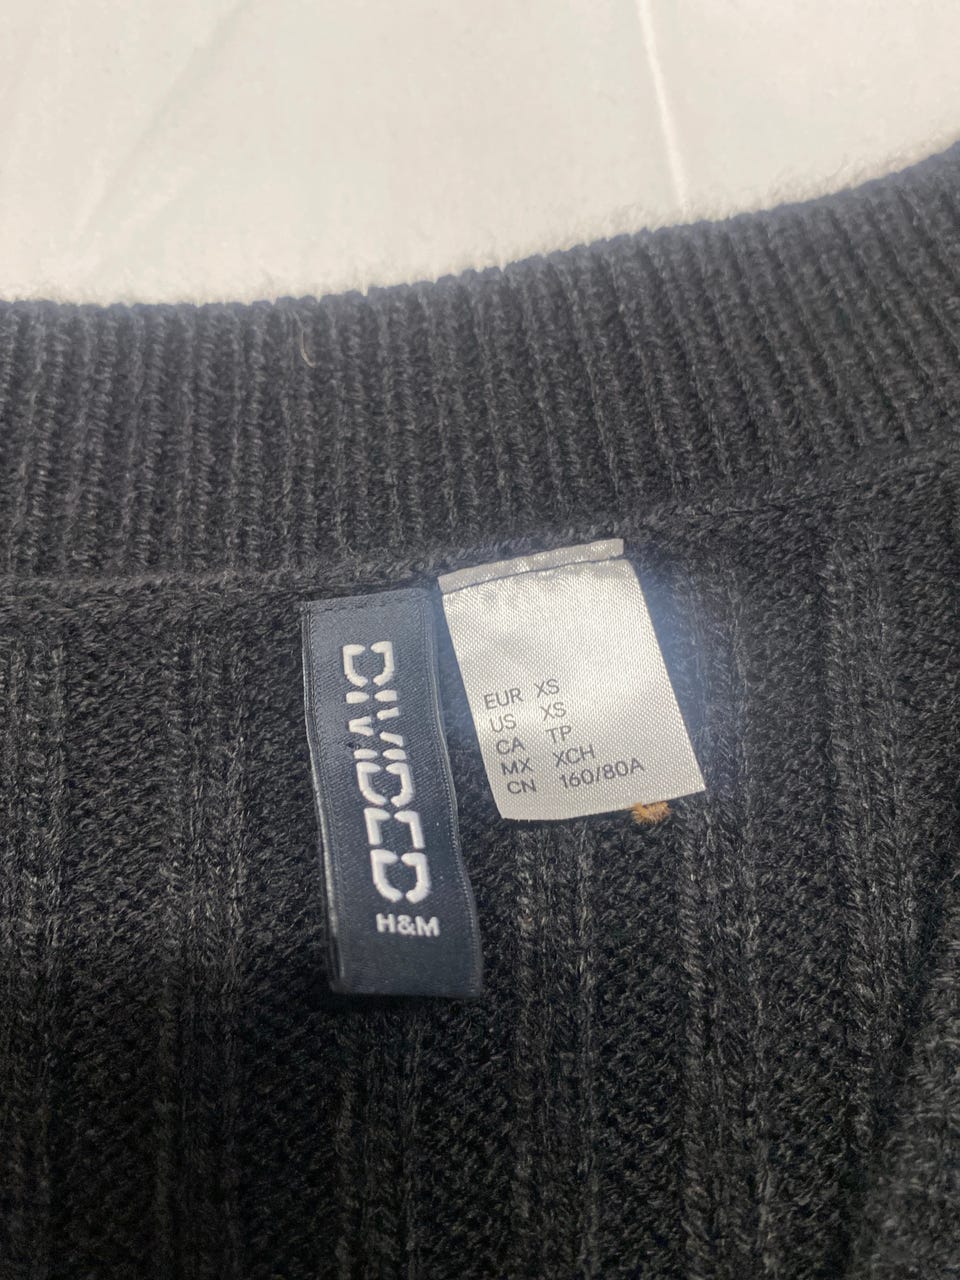 DIVIDED
H&M
EUR XS
US XS
CA TP
MX XCH
CN 160/80A